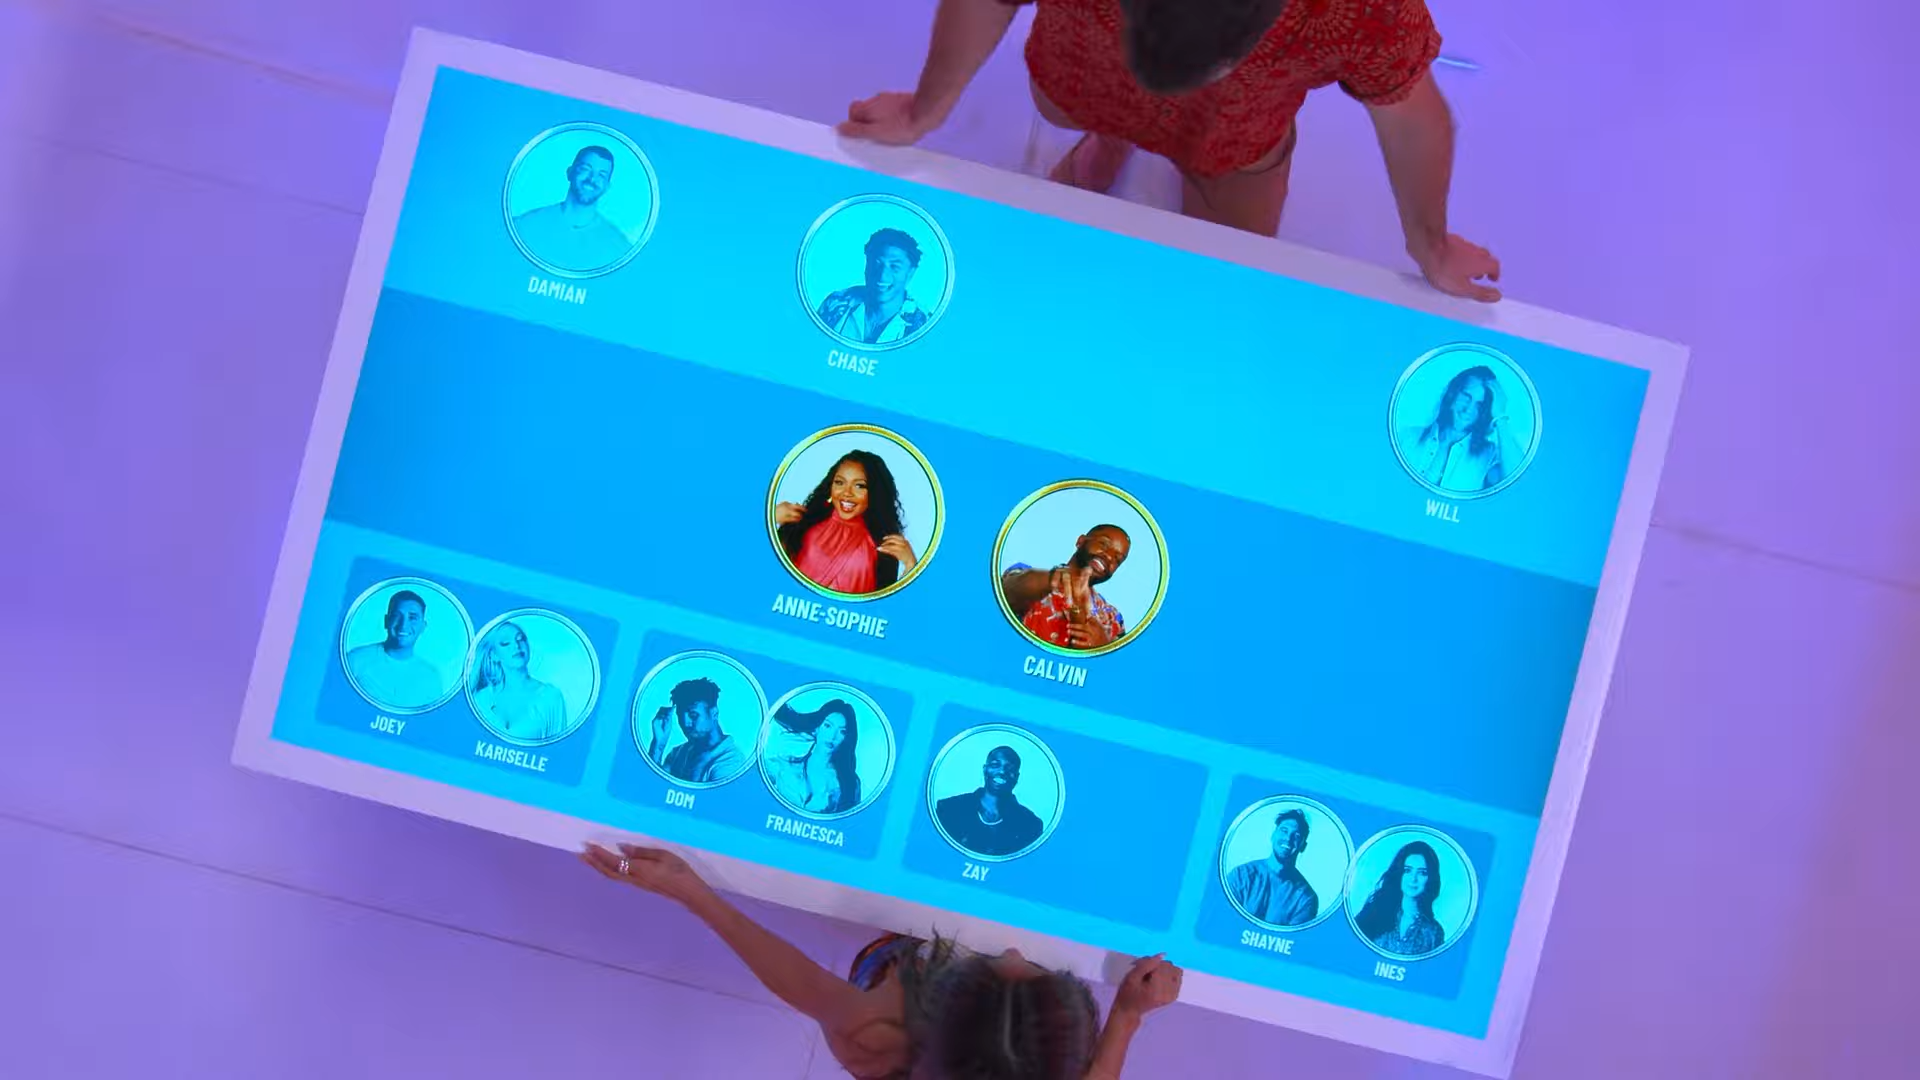 DAMIAN
CHASE
WILL
ANNE-SOPHIE
CALVIN
JOEY
KARISELLE
DOM
FRANCESCA
ZAY
SHAYNE
INES